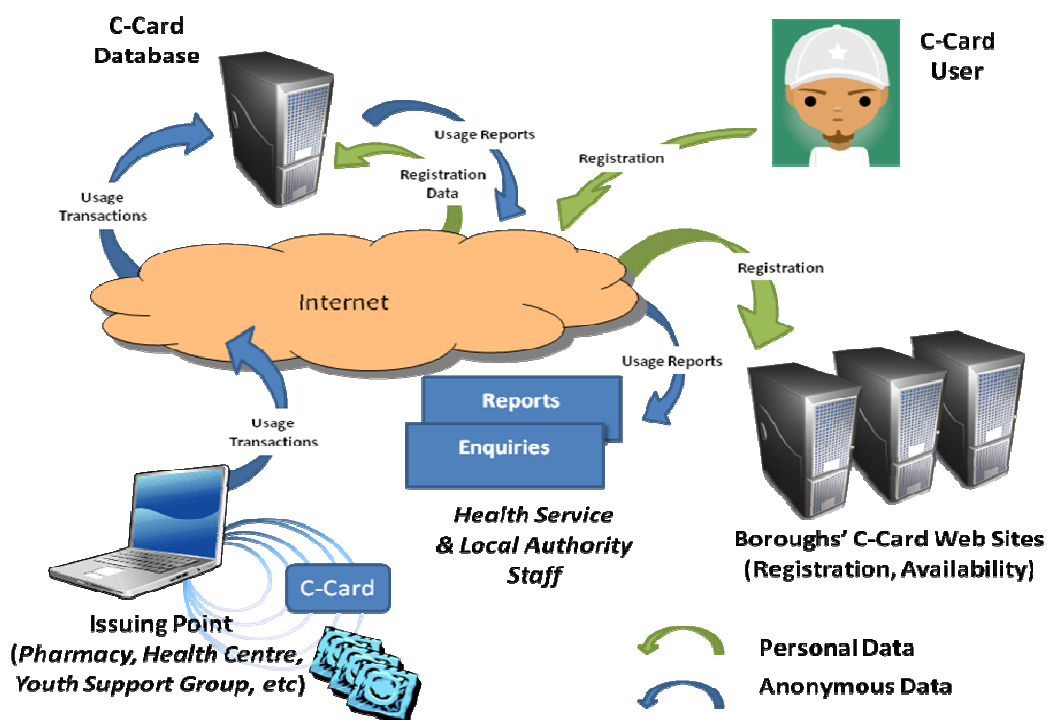 C-Card
Database
C-Card
User
Usage Reports
Registration
Registration
Data
Usage
Transactions
Registration
Internet
Usage Reports
Reports
Enquiries
Usage
Transactions
Health Service
& Local Authority
Staff
Boroughs’ C-Card Web Sites
(Registration, Availability)
C-Card
Issuing Point
(Pharmacy, Health Centre,
Youth Support Group, etc)
Personal Data
Anonymous Data